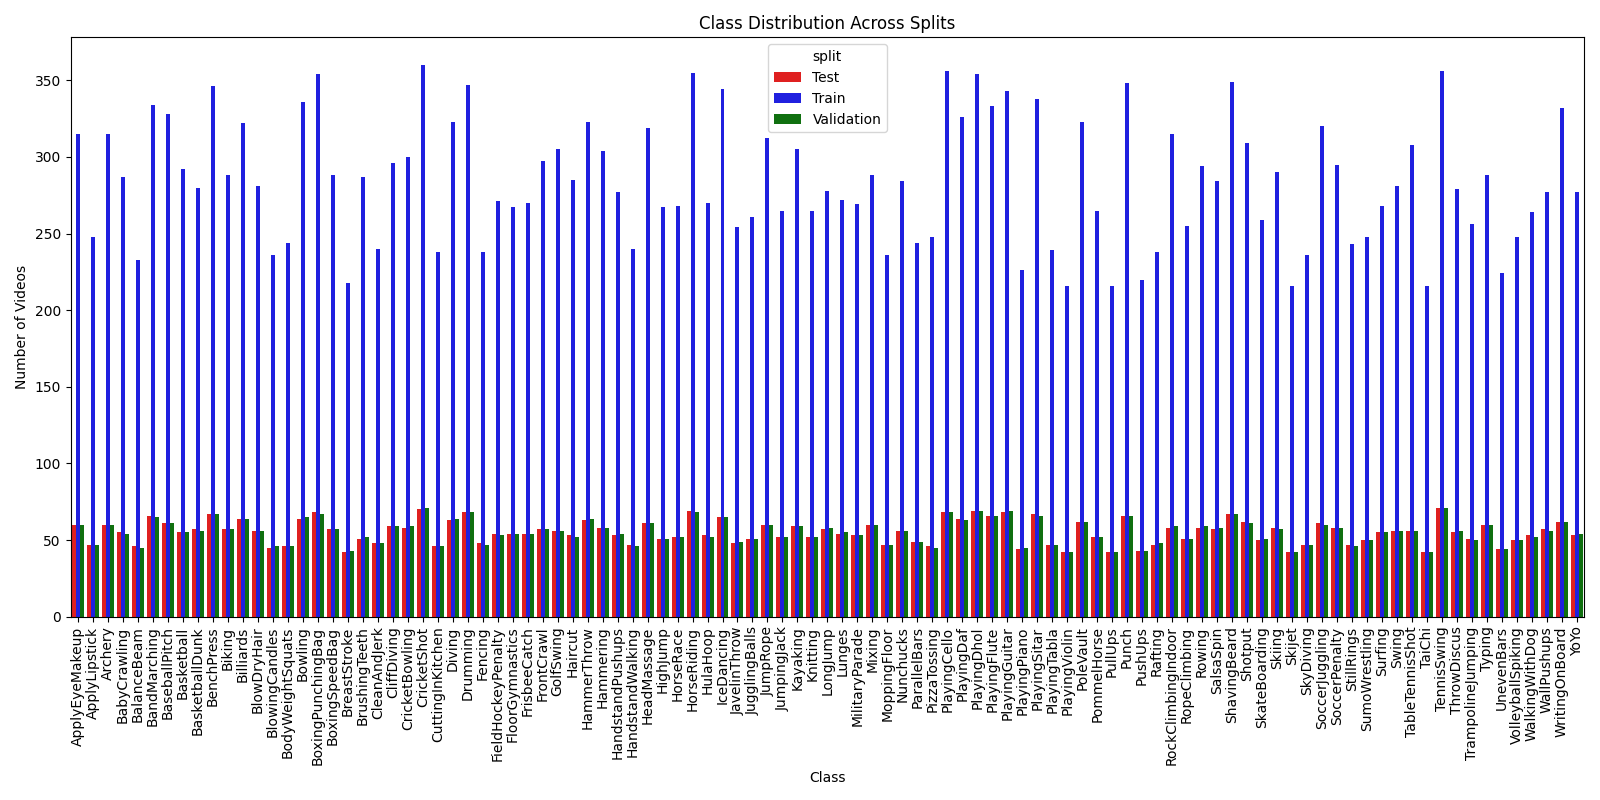 Class Distribution Across Splits
split
Test
Train
Validation
Number of Videos
350
300
250
200
150
100
50
0
ApplyEyeMakeup
ApplyLipstick
Archery
BabyCrawling
BalanceBeam
BandMarching
BaseballPitch
Basketball
BasketballDunk
BenchPress
Biking
Billiards
BlowDryHair
BlowingCandles
BodyWeightSquats
Bowling
BoxingPunchingBag
BoxingSpeedBag
BreastStroke
BrushingTeeth
CleanAndJerk
CliffDiving
CricketBowling
CricketShot
CuttingInKitchen
Diving
Drumming
Fencing
FieldHockeyPenalty
FloorGymnastics
FrisbeeCatch
FrontCrawl
GolfSwing
Haircut
HammerThrow
Hammering
HandstandPushups
HandstandWalking
HeadMassage
HighJump
HorseRace
HorseRiding
HulaHoop
IceDancing
JavelinThrow
JugglingBalls
JumpRope
JumpingJack
Kayaking
Knitting
LongJump
Lunges
MilitaryParade
Mixing
MoppingFloor
Nunchucks
ParallelBars
PizzaTossing
PlayingCello
PlayingDaf
PlayingDhol
PlayingFlute
PlayingGuitar
PlayingPiano
PlayingSitar
PlayingTabla
PlayingViolin
PoleVault
PommelHorse
PullUps
Punch
PushUps
Rafting
RockClimbingIndoor
RopeClimbing
Rowing
SalsaSpin
ShavingBeard
Shotput
SkateBoarding
Skiing
Skijet
SkyDiving
SoccerJuggling
SoccerPenalty
StillRings
SumoWrestling
Surfing
Swing
TableTennisShot
TaiChi
TennisSwing
ThrowDiscus
TrampolineJumping
Typing
UnevenBars
VolleyballSpiking
WalkingWithDog
WallPushups
WritingOnBoard
YoYo
Class